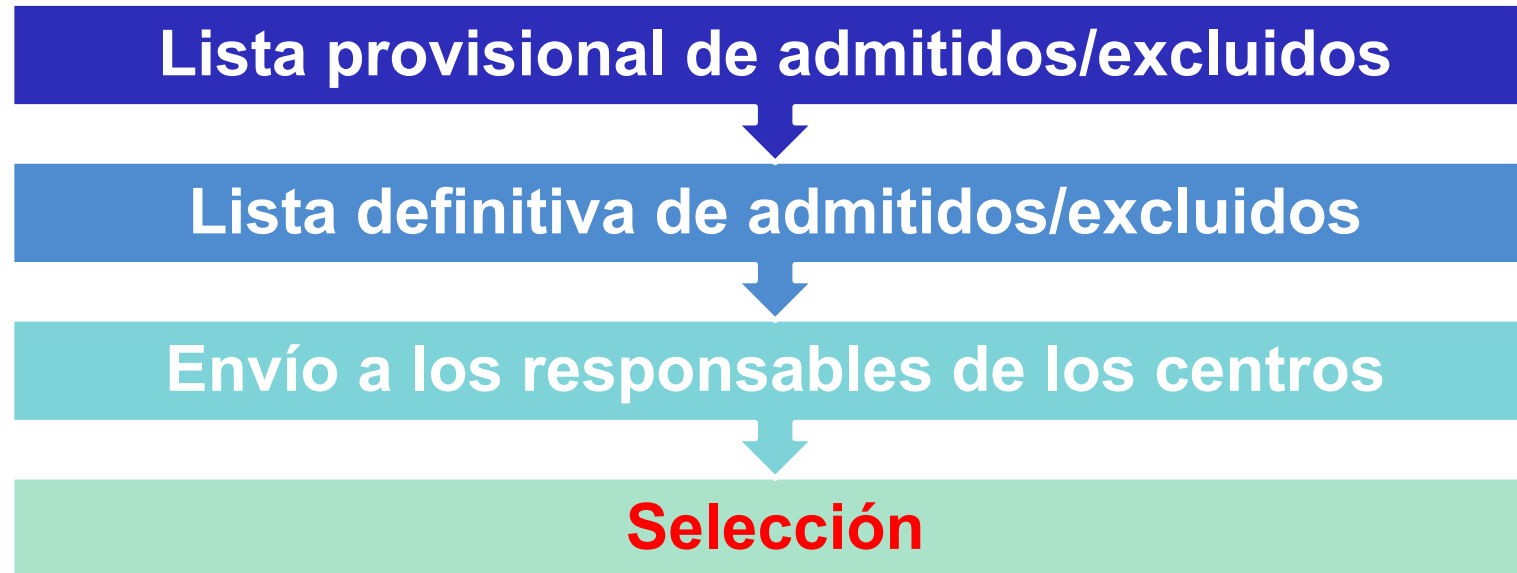 Lista provisional de admitidos/excluidos
Lista definitiva de admitidos/excluidos
Envío a los responsables de los centros
Selección